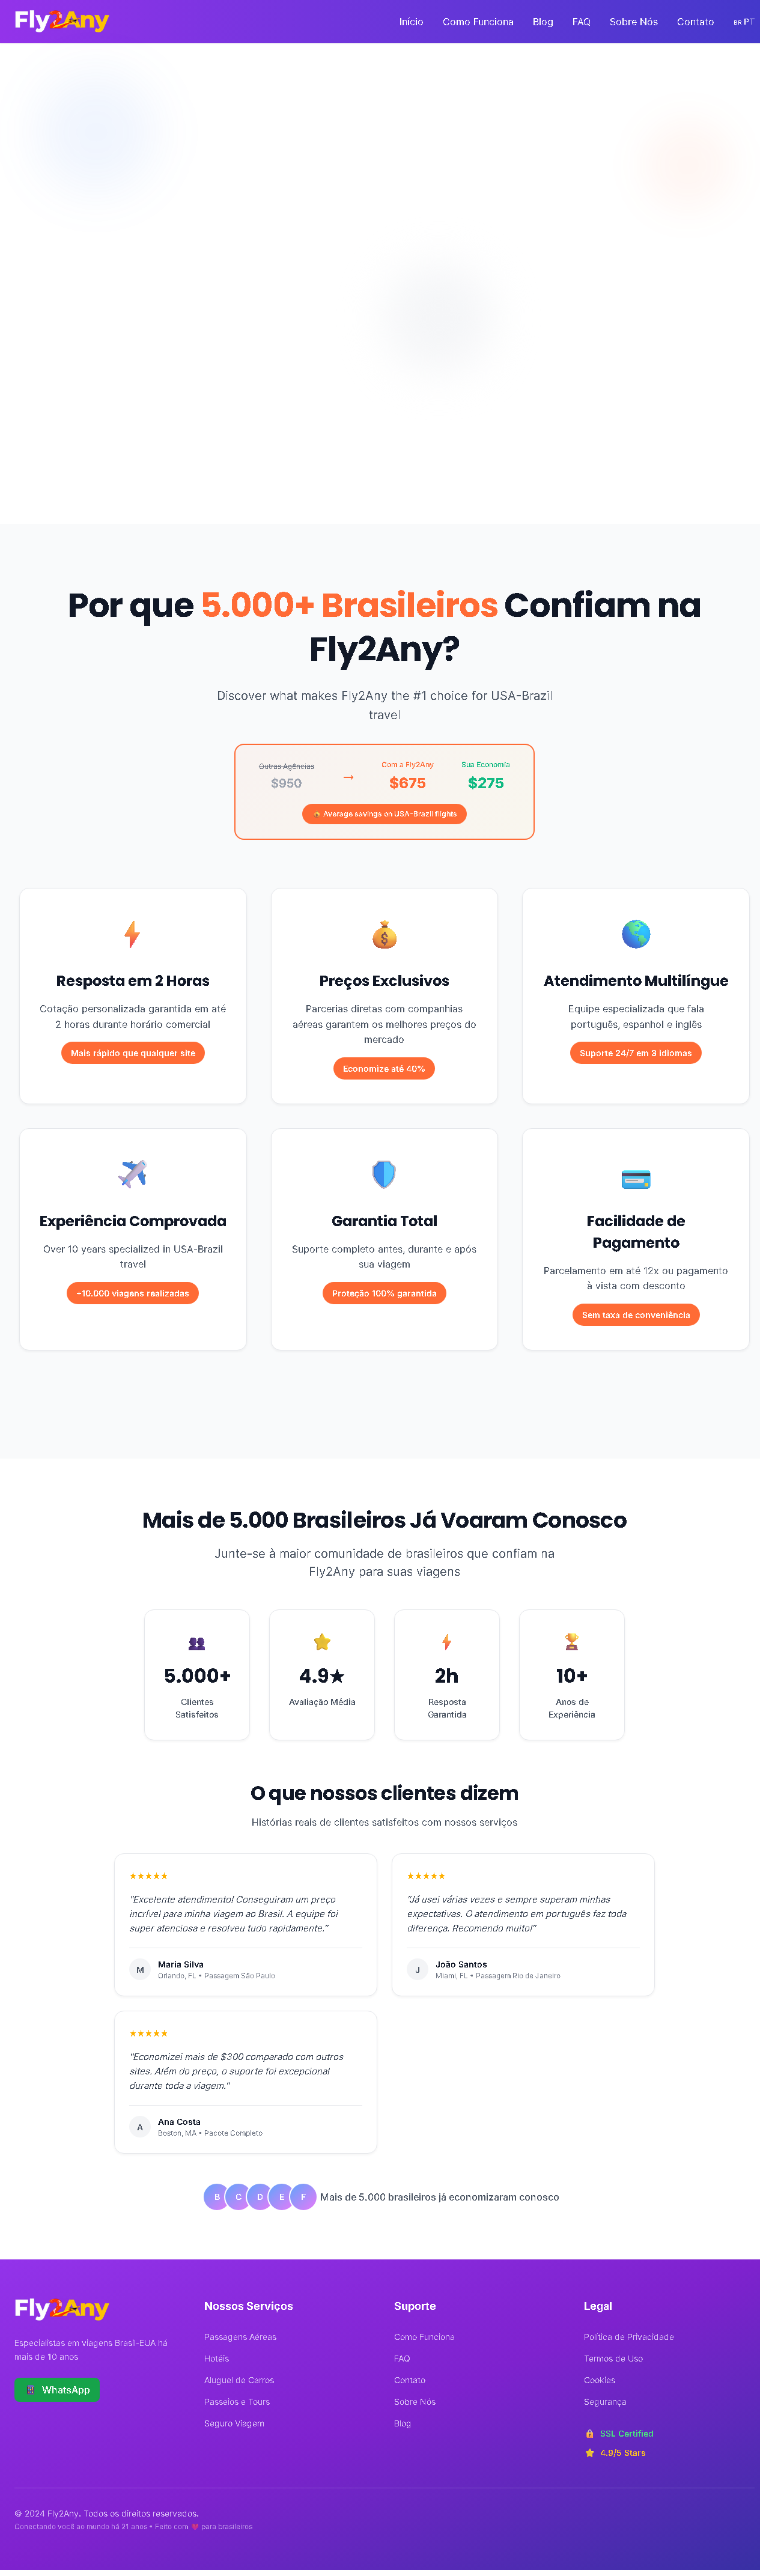 Fly2Any
Início Como Funciona Blog FAQ Sobre Nós Contato BR PT
Por que 5.000+ Brasileiros Confiam na
Fly2Any?
Discover what makes Fly2Any the #1 choice for USA-Brazil
travel
Outras Agências
$950
→
Com a Fly2Any
$675
Sua Economia
$275
Average savings on USA-Brazil flights
Resposta em 2 Horas
Cotação personalizada garantida em até
2 horas durante horário comercial
Mais rápido que qualquer site
Preços Exclusivos
Parcerias diretas com companhias
aéreas garantem os melhores preços do
mercado
Economize até 40%
Atendimento Multilíngue
Equipe especializada que fala
português, espanhol e inglês
Suporte 24/7 em 3 idiomas
Experiência Comprovada
Over 10 years specialized in USA-Brazil
travel
+10.000 viagens realizadas
Garantia Total
Suporte completo antes, durante e após
sua viagem
Proteção 100% garantida
Facilidade de
Pagamento
Parcelamento em até 12x ou pagamento
à vista com desconto
Sem taxa de conveniência
Mais de 5.000 Brasileiros Já Voaram Conosco
Junte-se à maior comunidade de brasileiros que confiam na
Fly2Any para suas viagens
5.000+
Clientes
Satisfeitos
4.9★
Avaliação Média
2h
Resposta
Garantida
10+
Anos de
Experiência
O que nossos clientes dizem
Histórias reais de clientes satisfeitos com nossos serviços
★★★★★
"Excelente atendimento! Conseguiram um preço
incrível para minha viagem ao Brasil. A equipe foi
super atenciosa e resolveu tudo rapidamente."
M
Maria Silva
Orlando, FL • Passagem São Paulo
★★★★★
"Já usei várias vezes e sempre superam minhas
expectativas. O atendimento em português faz toda
diferença. Recomendo muito!"
J
João Santos
Miami, FL • Passagem Rio de Janeiro
★★★★★
"Economizei mais de $300 comparado com outros
sites. Além do preço, o suporte foi excepcional
durante toda a viagem."
A
Ana Costa
Boston, MA • Pacote Completo
B C D E F Mais de 5.000 brasileiros já economizaram conosco
Fly2Any
Especialistas em viagens Brasil-EUA há
mais de 10 anos
WhatsApp
Nossos Serviços
Passagens Aéreas
Hotéis
Aluguel de Carros
Passeios e Tours
Seguro Viagem
Suporte
Como Funciona
FAQ
Contato
Sobre Nós
Blog
Legal
Política de Privacidade
Termos de Uso
Cookies
Segurança
SSL Certified
4.9/5 Stars
© 2024 Fly2Any. Todos os direitos reservados.
Conectando você ao mundo há 21 anos • Feito com ❤️ para brasileiros